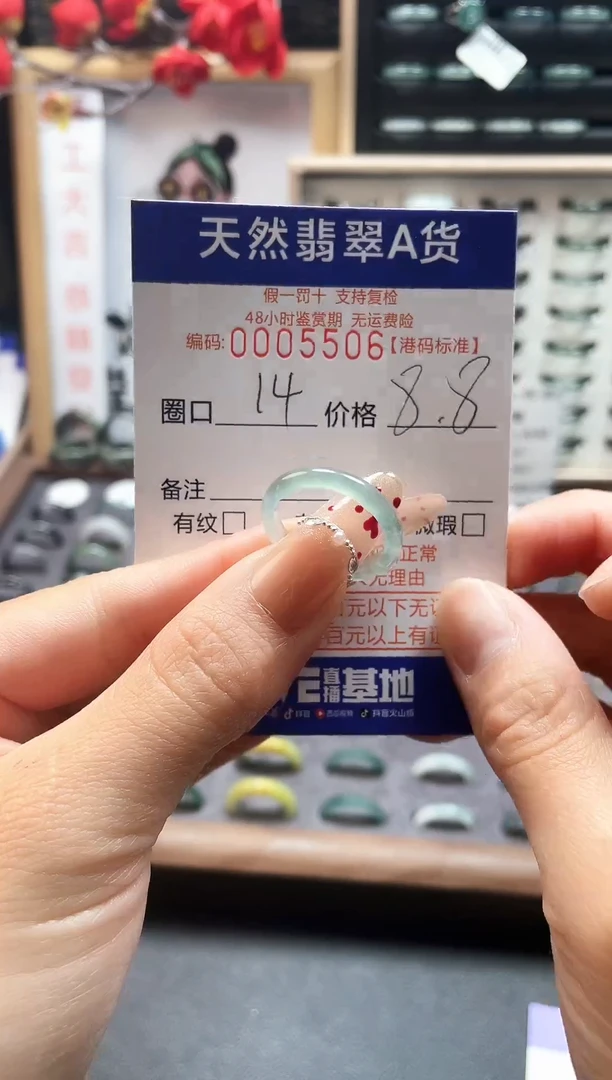 天然翡翠A货
假一罚十 支持复检
48小时鉴赏期 无运费险
编码:0005506【港码标准】
圈口 14 价格 8.8
备注
有纹□ 微瑕□
正常
无理由
百元以下无
百元以上有
直播基地